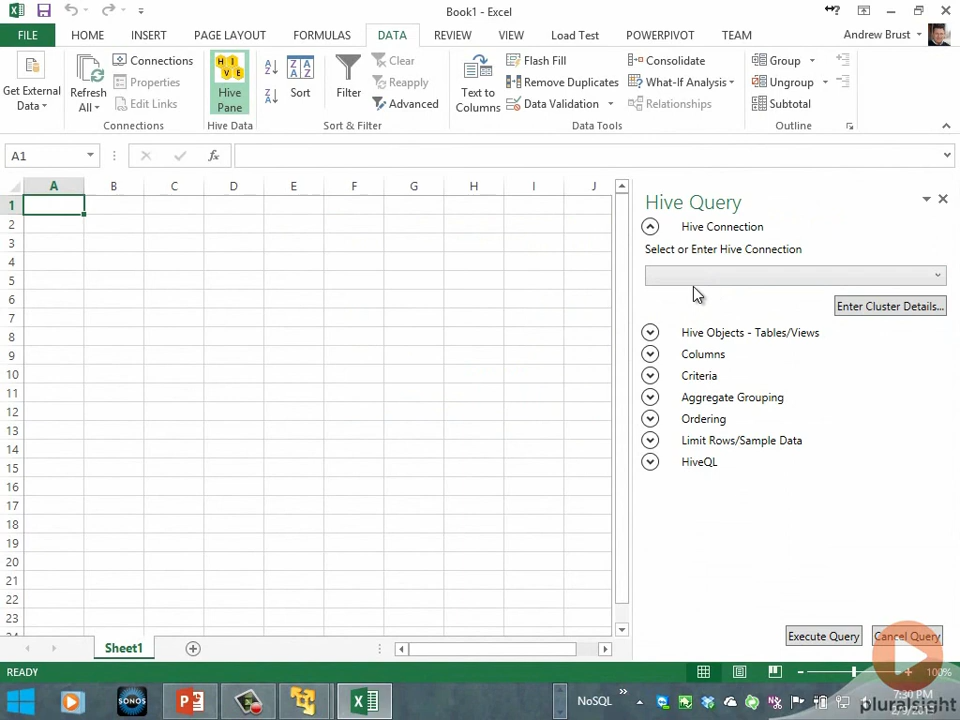 Book1 - Excel
FILE HOME INSERT PAGE LAYOUT FORMULAS DATA REVIEW VIEW Load Test POWERPIVOT TEAM Andrew Brust
Get External Data
Refresh All
Connections
Properties
Edit Links
Connections
HIVE
Hive Pane
Hive Data
Sort
Filter
Clear
Reapply
Advanced
Sort & Filter
Text to Columns
Flash Fill
Remove Duplicates
Data Validation
Consolidate
What-If Analysis
Relationships
Data Tools
Group
Ungroup
Subtotal
Outline
A1
fx
A B C D E F G H I J
1
2
3
4
5
6
7
8
9
10
11
12
13
14
15
16
17
18
19
20
21
22
23
Hive Query
Hive Connection
Select or Enter Hive Connection
Enter Cluster Details...
Hive Objects - Tables/Views
Columns
Criteria
Aggregate Grouping
Ordering
Limit Rows/Sample Data
HiveQL
Execute Query Cancel Query
Sheet1
READY
100%
SONOS
NoSQL
7:30 PM
pluralsight